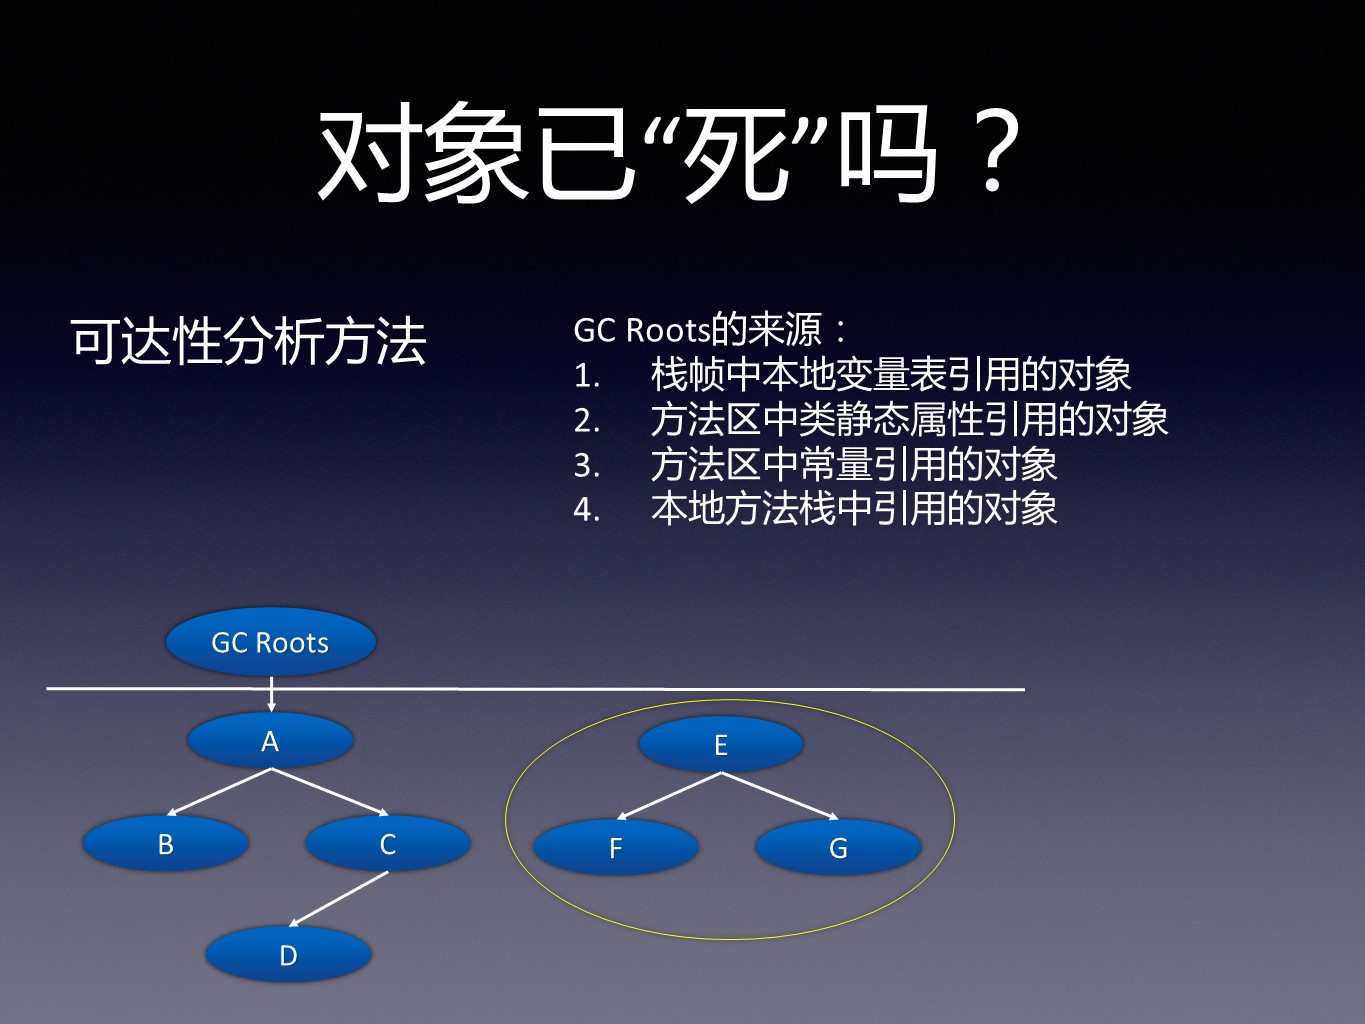 对象已“死”吗？
可达性分析方法
GC Roots的来源：
1. 栈帧中本地变量表引用的对象
2. 方法区中类静态属性引用的对象
3. 方法区中常量引用的对象
4. 本地方法栈中引用的对象
GC Roots
A
E
B
C
F
G
D